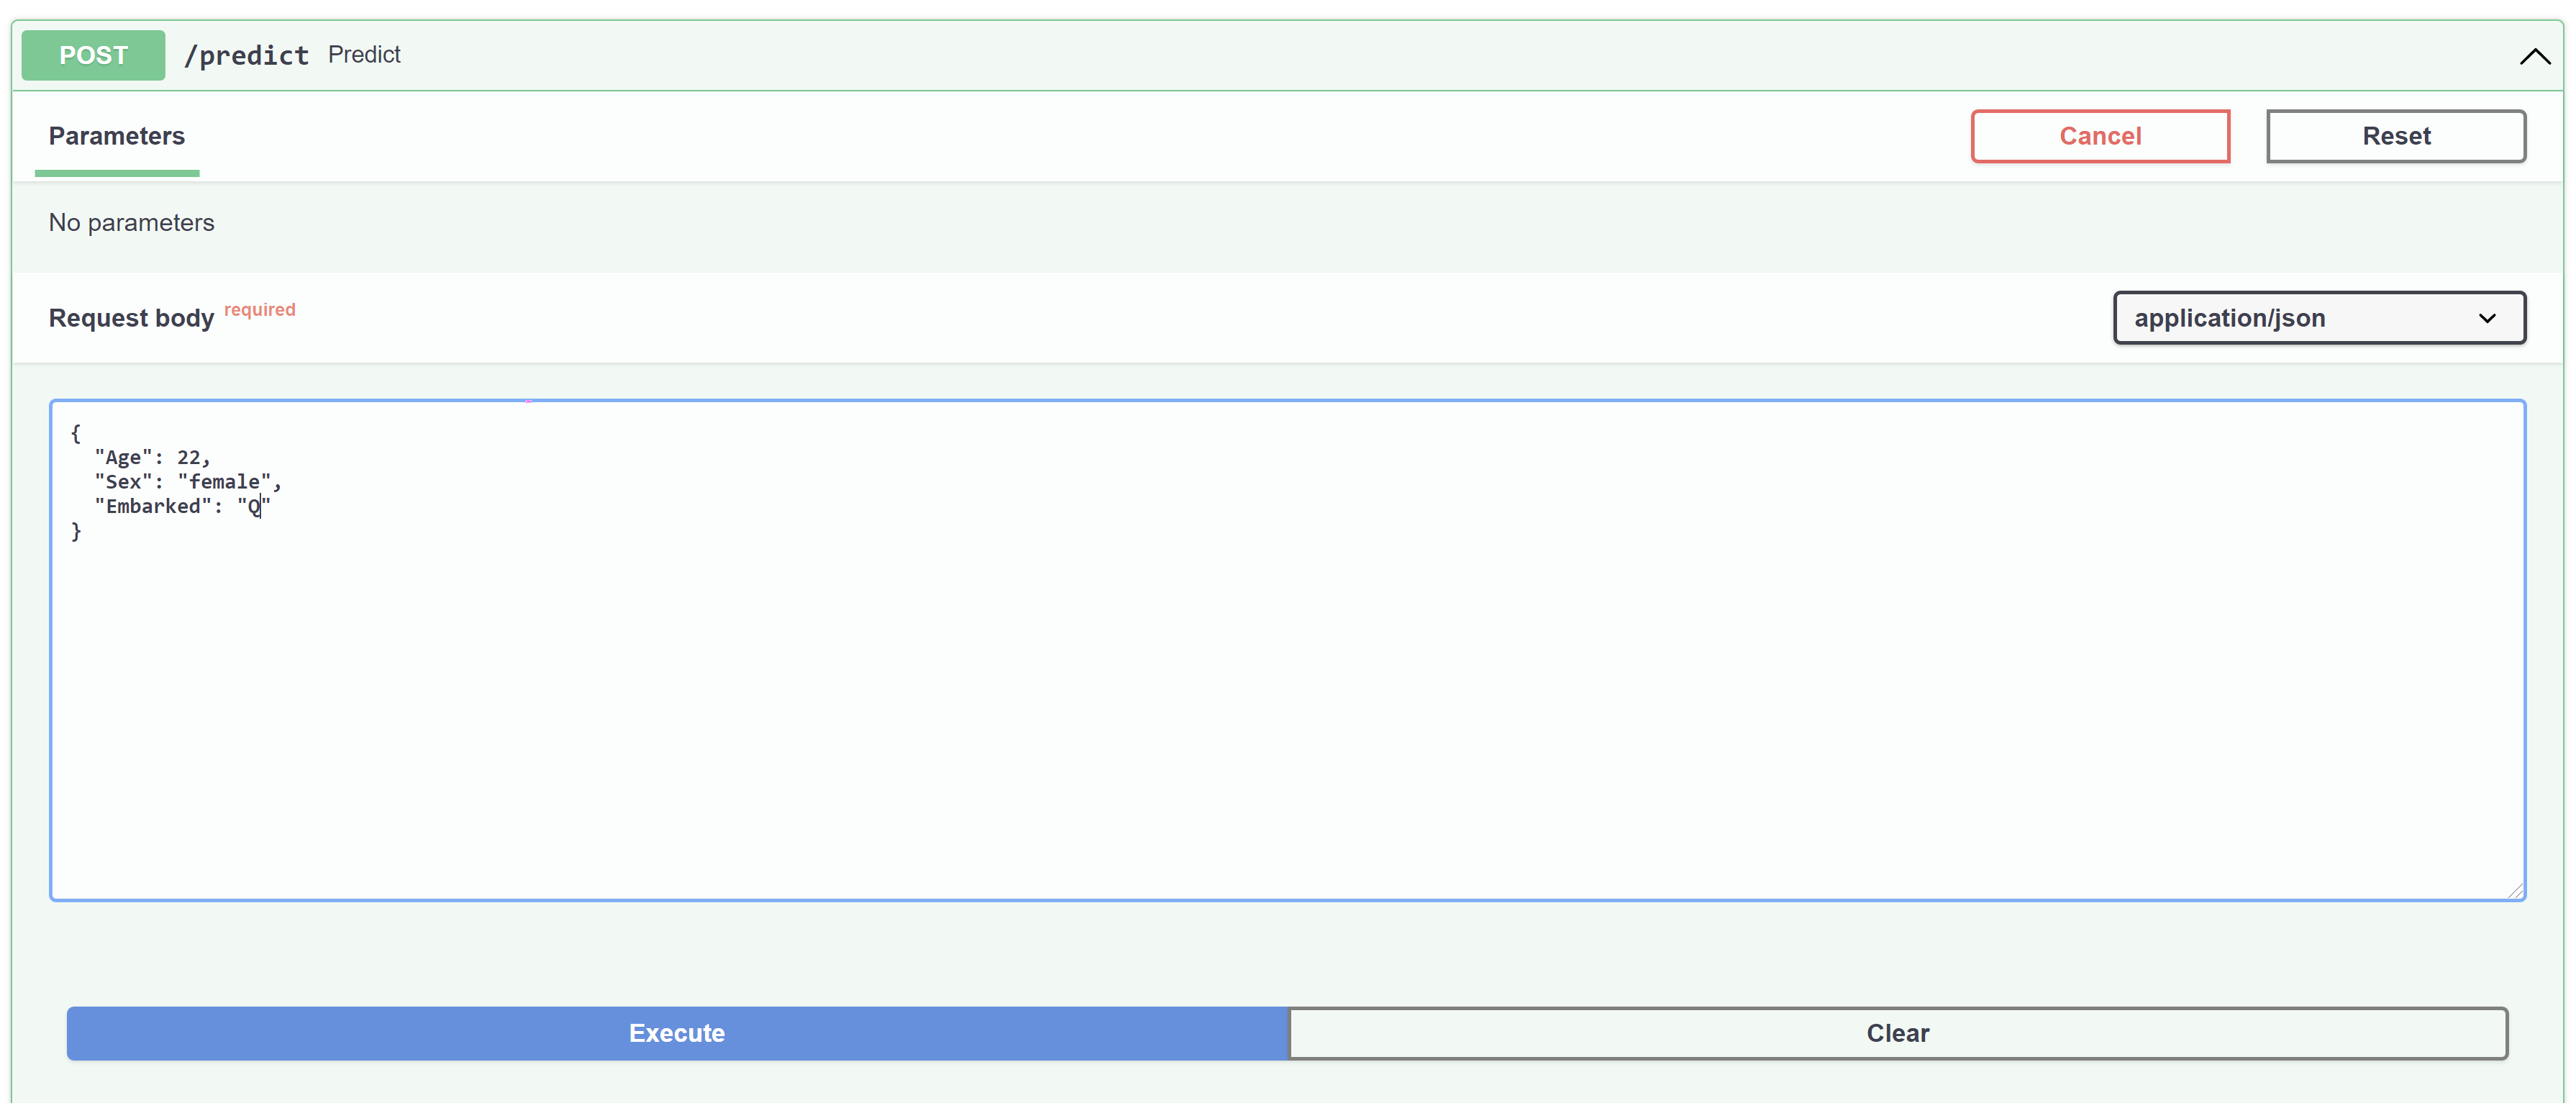 POST /predict Predict
Parameters
Cancel
Reset
No parameters
Request body required
application/json
{
  "Age": 22,
  "Sex": "female",
  "Embarked": "Q"
}
Execute
Clear